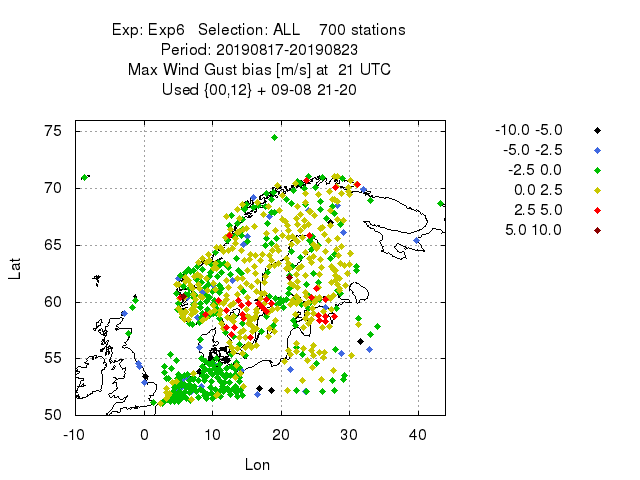 Exp: Exp6   Selection: ALL    700 stations
Period: 20190817-20190823
Max Wind Gust bias [m/s] at  21 UTC
Used {00,12} + 09-08 21-20
-10.0 -5.0
-5.0 -2.5
-2.5 0.0
0.0 2.5
2.5 5.0
5.0 10.0
75
70
65
60
55
50
Lat
-10 0 10 20 30 40
Lon